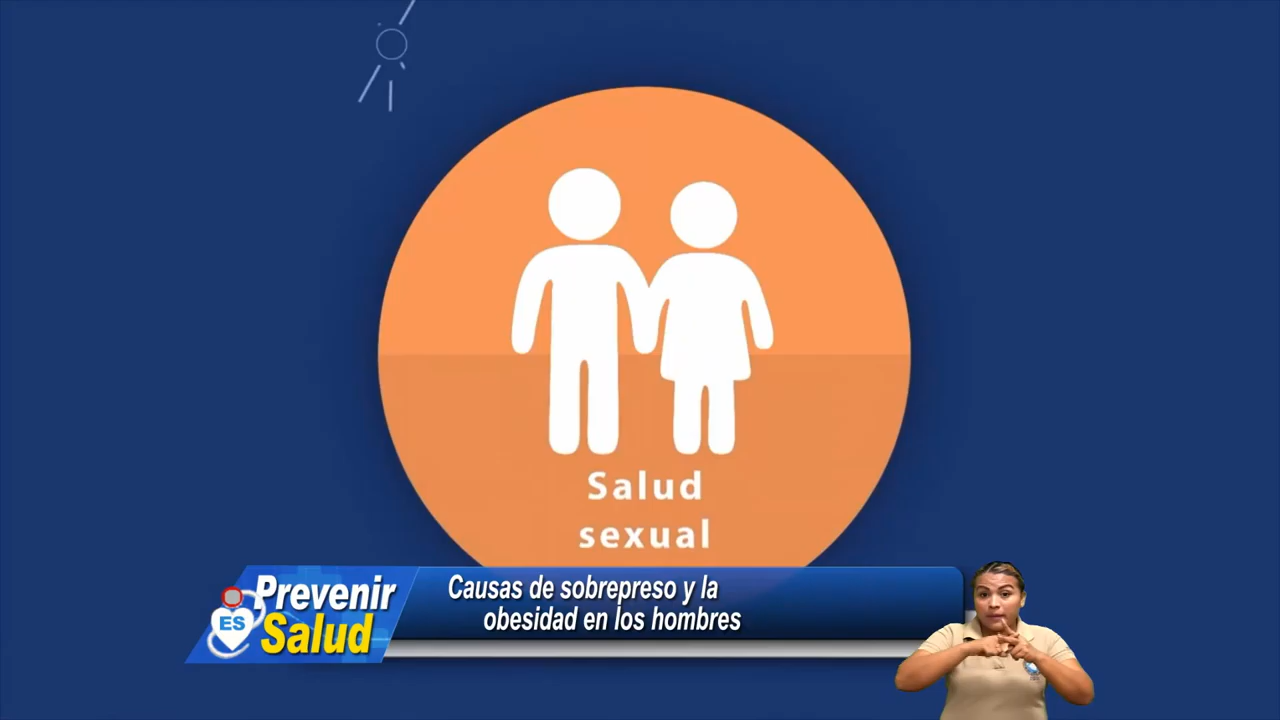 Salud
sexual
Prevenir
ES
Salud
Causas de sobrepreso y la
obesidad en los hombres